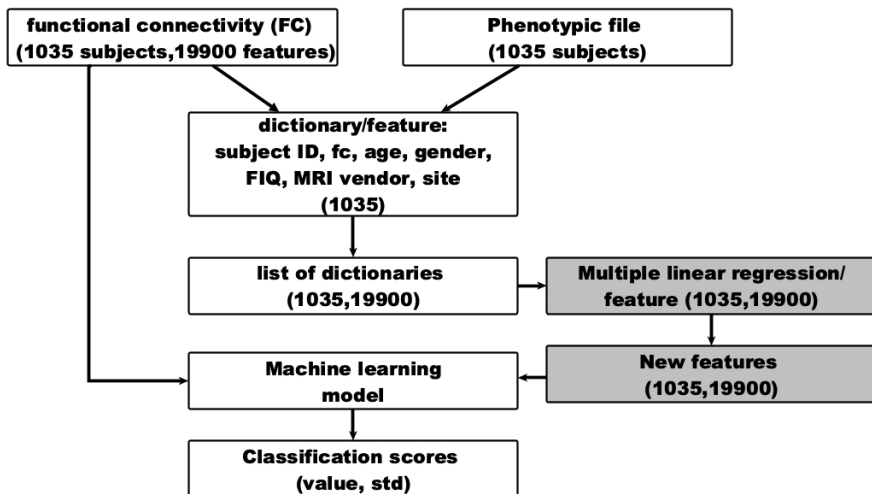 functional connectivity (FC)
(1035 subjects,19900 features)
Phenotypic file
(1035 subjects)
dictionary/feature:
subject ID, fc, age, gender,
FIQ, MRI vendor, site
(1035)
list of dictionaries
(1035,19900)
Multiple linear regression/
feature (1035,19900)
New features
(1035,19900)
Machine learning
model
Classification scores
(value, std)